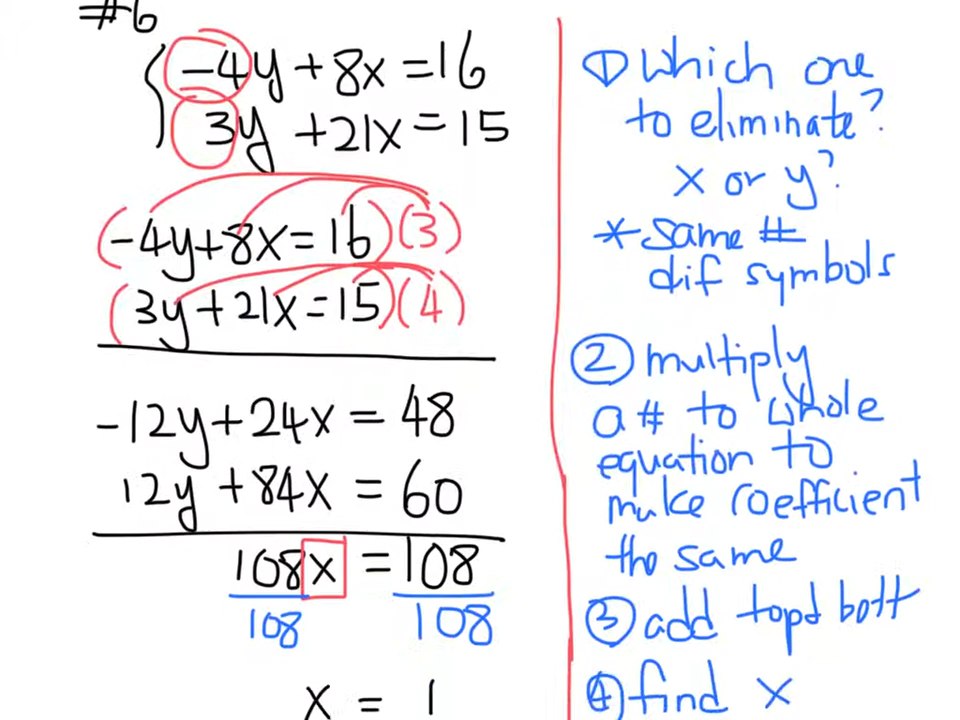 #6
-4y + 8x = 16
3y + 21x = 15
(-4y + 8x = 16)(3)
(3y + 21x = 15)(4)
-12y + 24x = 48
12y + 84x = 60
108x = 108
108 108
x = 1
① Which one
to eliminate?
x or y?
* same #
dif symbols
② multiply
a # to whole
equation to
make coefficient
the same
③ add top & bott
④ find x